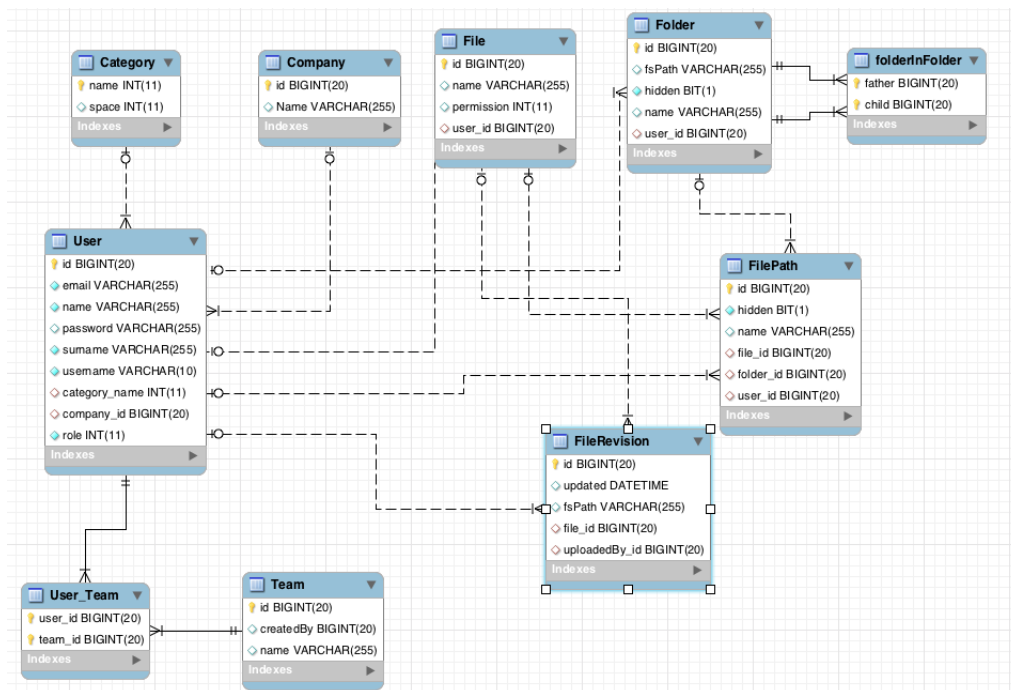 Category
name INT(11)
space INT(11)
Indexes
Company
id BIGINT(20)
Name VARCHAR(255)
Indexes
File
id BIGINT(20)
name VARCHAR(255)
permission INT(11)
user_id BIGINT(20)
Indexes
Folder
id BIGINT(20)
fsPath VARCHAR(255)
hidden BIT(1)
name VARCHAR(255)
user_id BIGINT(20)
Indexes
folderInFolder
father BIGINT(20)
child BIGINT(20)
Indexes
User
id BIGINT(20)
email VARCHAR(255)
name VARCHAR(255)
password VARCHAR(255)
surname VARCHAR(255)
username VARCHAR(10)
category_name INT(11)
company_id BIGINT(20)
role INT(11)
Indexes
FilePath
id BIGINT(20)
hidden BIT(1)
name VARCHAR(255)
file_id BIGINT(20)
folder_id BIGINT(20)
user_id BIGINT(20)
Indexes
FileRevision
id BIGINT(20)
updated DATETIME
fsPath VARCHAR(255)
file_id BIGINT(20)
uploadedBy_id BIGINT(20)
Indexes
User_Team
user_id BIGINT(20)
team_id BIGINT(20)
Indexes
Team
id BIGINT(20)
createdBy BIGINT(20)
name VARCHAR(255)
Indexes